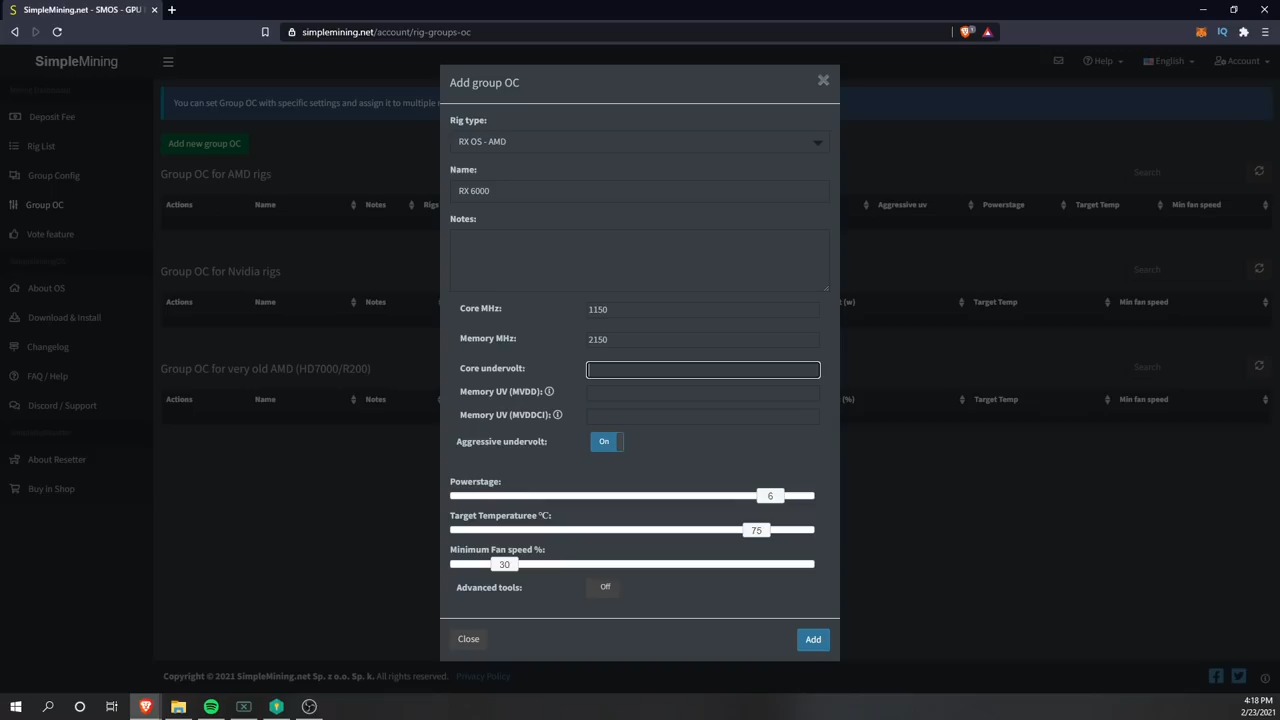 SimpleMining.net - SMOS - GPU
simplemining.net/account/rig-groups-oc
1
IQ
SimpleMining
Help
English
Account
Deposit Fee
Rig List
Group Config
Group OC
Vote feature
About OS
Download & Install
Changelog
FAQ / Help
Discord / Support
About Resetter
Buy in Shop
You can set Group OC with specific settings and assign it to multiple
Add new group OC
Group OC for AMD rigs
Search
Actions Name Notes Rigs Aggressive uv Powerstage Target Temp Min fan speed
Group OC for Nvidia rigs
Search
Actions Name Notes (w) Target Temp Min fan speed
Group OC for very old AMD (HD7000/R200)
Search
Actions Name Notes (%) Target Temp Min fan speed
Add group OC
Rig type:
RX OS - AMD
Name:
RX 6000
Notes:
Core MHz: 1150
Memory MHz: 2150
Core undervolt:
Memory UV (MVDD):
Memory UV (MVDDCI):
Aggressive undervolt: On
Powerstage:
6
Target Temperaturee °C:
75
Minimum Fan speed %:
30
Advanced tools: Off
Close Add
Copyright © 2021 SimpleMining.net Sp. z o.o. Sp. k. All rights reserved. Privacy Policy
4:18 PM
2/23/2021